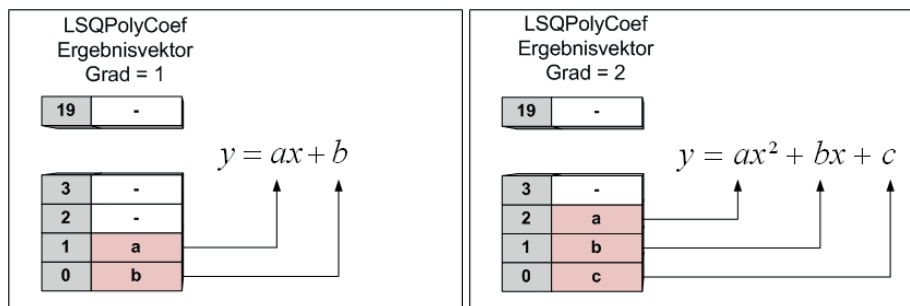 LSQPolyCoef
Ergebnisvektor
Grad = 1
19 -
y = ax + b
3 -
2 -
1 a
0 b
LSQPolyCoef
Ergebnisvektor
Grad = 2
19 -
y = ax² + bx + c
3 -
2 a
1 b
0 c